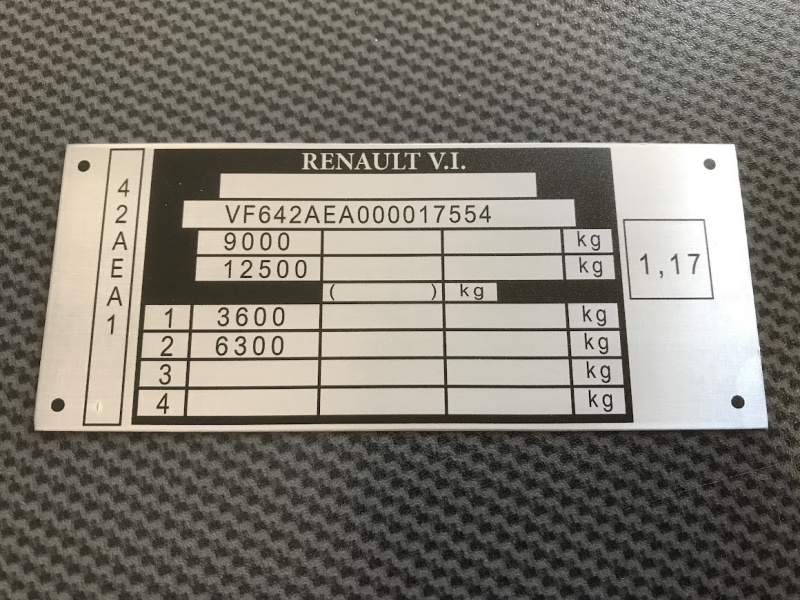 RENAULT V.I.
42AEA1
VF642AEA000017554
9000 kg
12500 kg
( ) kg
1,17
1 3600 kg
2 6300 kg
3 kg
4 kg